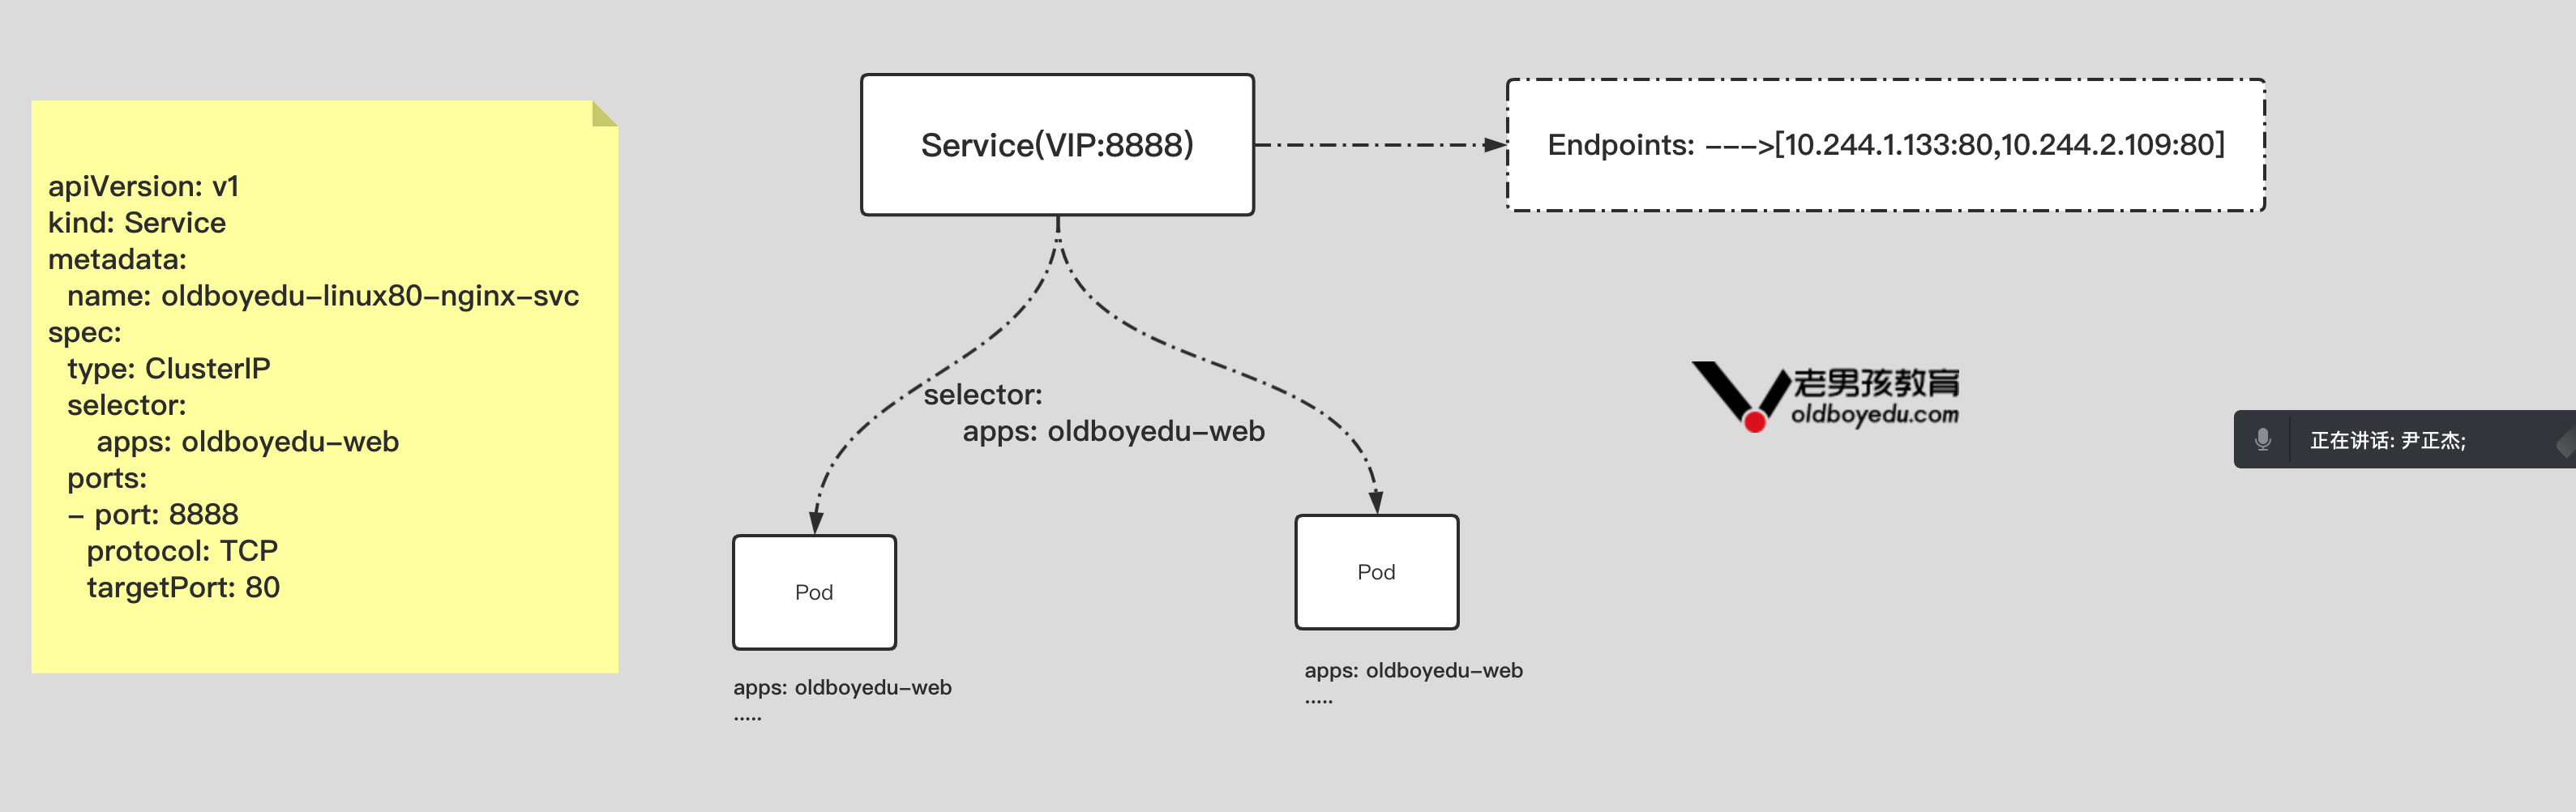 apiVersion: v1
kind: Service
metadata:
  name: oldboyedu-linux80-nginx-svc
spec:
  type: ClusterIP
  selector:
    apps: oldboyedu-web
  ports:
  - port: 8888
    protocol: TCP
    targetPort: 80
Service(VIP:8888)
Endpoints: --->[10.244.1.133:80,10.244.2.109:80]
selector:
    apps: oldboyedu-web
Pod
apps: oldboyedu-web
.....
Pod
apps: oldboyedu-web
.....
老男孩教育
oldboyedu.com
正在讲话: 尹正杰;